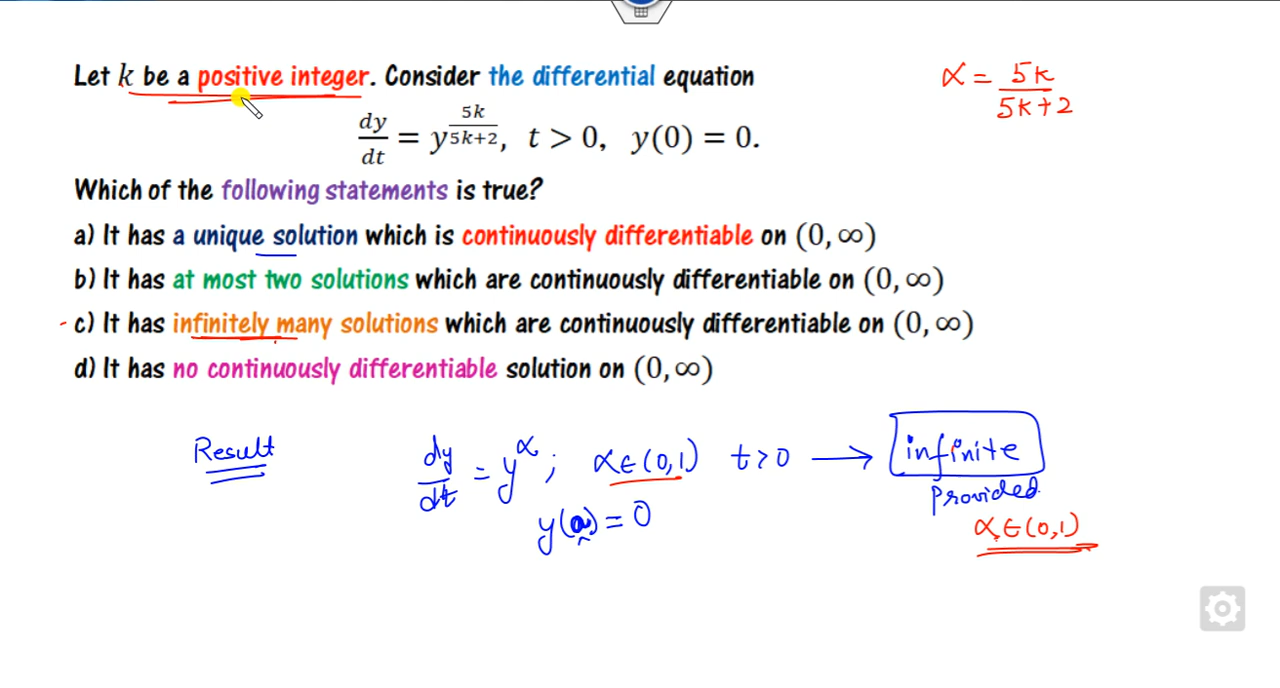 Let k be a positive integer. Consider the differential equation
α = 5k/(5k+2)
dy/dt = y^(5k/(5k+2)), t > 0, y(0) = 0.
Which of the following statements is true?
a) It has a unique solution which is continuously differentiable on (0, ∞)
b) It has at most two solutions which are continuously differentiable on (0, ∞)
- c) It has infinitely many solutions which are continuously differentiable on (0, ∞)
d) It has no continuously differentiable solution on (0, ∞)
Result dy/dt = y^α ; α ∈ (0,1) t > 0 → infinite
y(a) = 0
Provided
α ∈ (0,1)